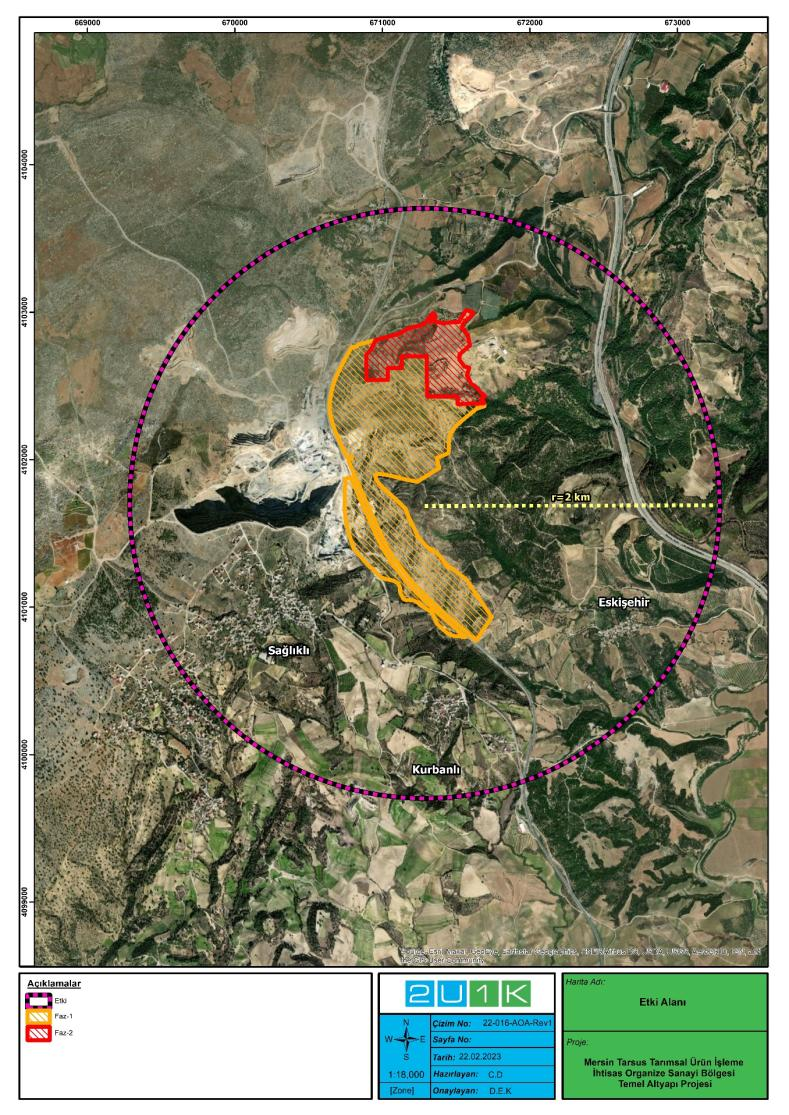 669000 670000 671000 672000 673000
4104000
4103000
4102000
4101000
4100000
4099000
r=2 km
Eskişehir
Sağlıklı
Kurbanlı
Açıklamalar
Etki
Faz-1
Faz-2
2U1K
N
W E
S
1:18,000
[Zone]
Çizim No: 22-016-AOA-Rev1
Sayfa No:
Tarih: 22.02.2023
Hazırlayan: C.D
Onaylayan: D.E.K
Harita Adı:
Etki Alanı
Proje:
Mersin Tarsus Tarımsal Ürün İşleme
İhtisas Organize Sanayi Bölgesi
Temel Altyapı Projesi